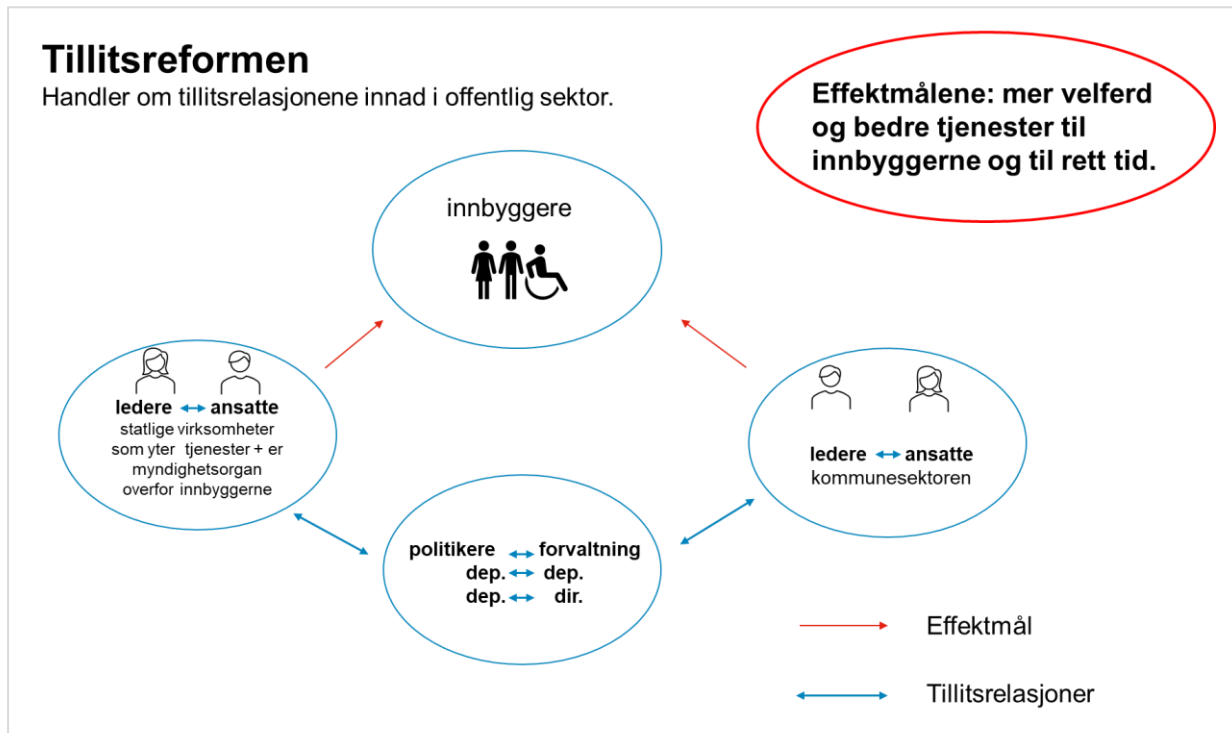 Tillitsreformen
Handler om tillitsrelasjonene innad i offentlig sektor.
Effektmålene: mer velferd
og bedre tjenester til
innbyggerne og til rett tid.
innbyggere
ledere ansatte
statlige virksomheter
som yter tjenester + er
myndighetsorgan
overfor innbyggerne
ledere ansatte
kommunesektoren
politikere forvaltning
dep. dep.
dep. dir.
Effektmål
Tillitsrelasjoner